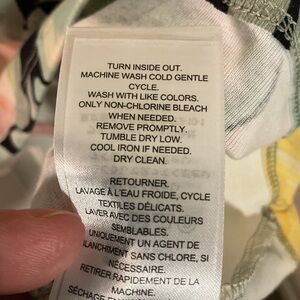 TURN INSIDE OUT.
MACHINE WASH COLD GENTLE
CYCLE.
WASH WITH LIKE COLORS.
ONLY NON-CHLORINE BLEACH
WHEN NEEDED.
REMOVE PROMPTLY.
TUMBLE DRY LOW.
COOL IRON IF NEEDED.
DRY CLEAN.
RETOURNER.
LAVAGE À L'EAU FROIDE, CYCLE
TEXTILES DÉLICATS.
LAVER AVEC DES COULEURS
SEMBLABLES.
UNIQUEMENT UN AGENT DE
BLANCHIMENT SANS CHLORE, SI
NÉCESSAIRE.
RETIRER RAPIDEMENT DE LA
MACHINE.
SÉCHAGE EN